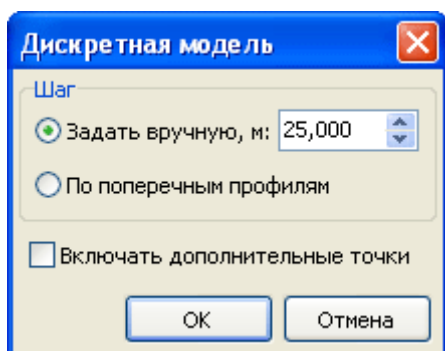 Дискретная модель
Шаг
Задать вручную, м: 25,000
По поперечным профилям
Включать дополнительные точки
ОК Отмена